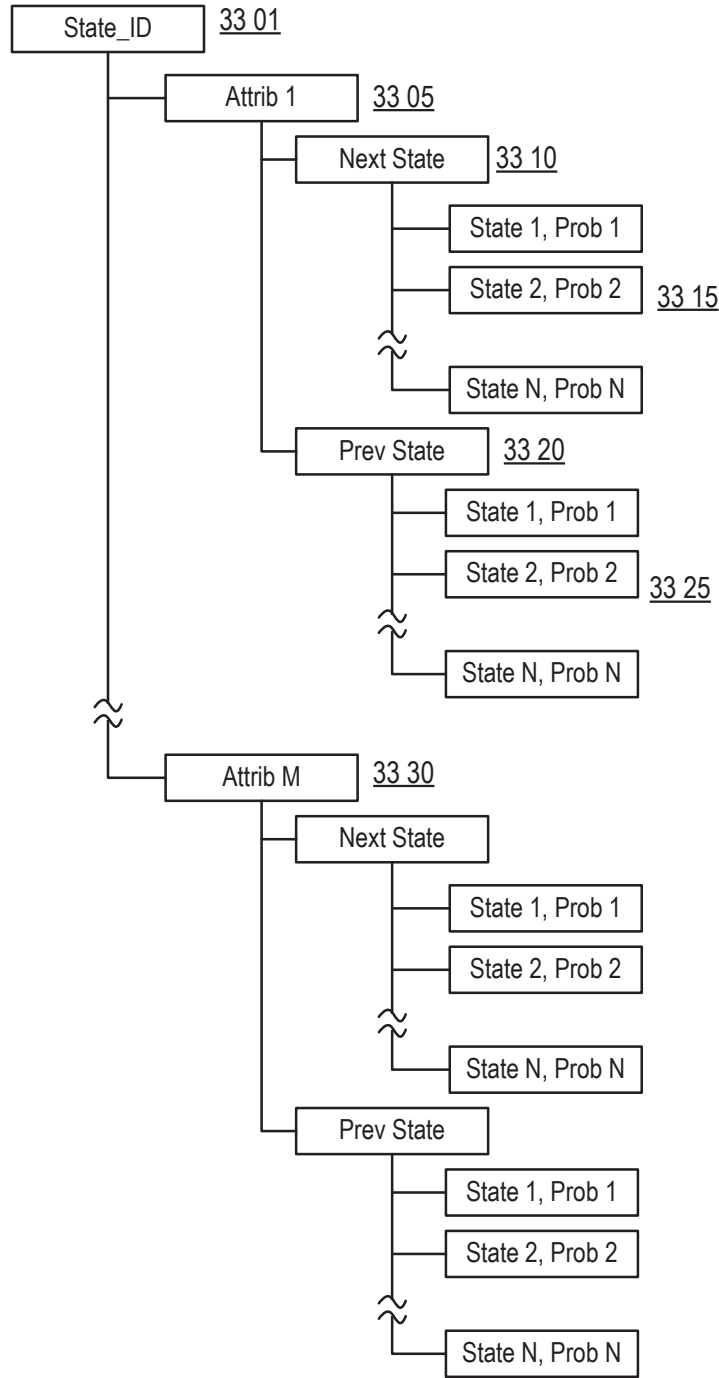 State_ID 33 01
Attrib 1 33 05
Next State 33 10
State 1, Prob 1
State 2, Prob 2 33 15
State N, Prob N
Prev State 33 20
State 1, Prob 1
State 2, Prob 2 33 25
State N, Prob N
Attrib M 33 30
Next State
State 1, Prob 1
State 2, Prob 2
State N, Prob N
Prev State
State 1, Prob 1
State 2, Prob 2
State N, Prob N